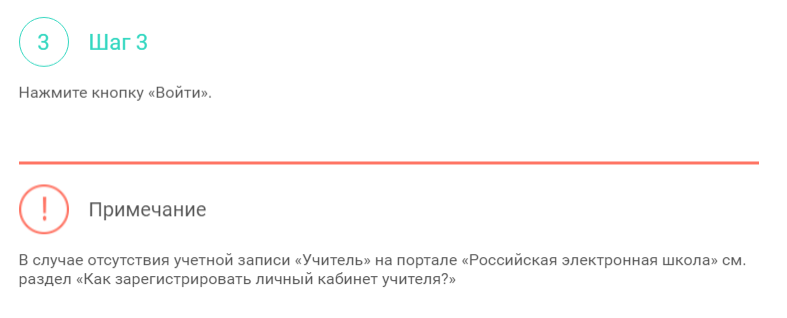 3 Шаг 3
Нажмите кнопку «Войти».
! Примечание
В случае отсутствия учетной записи «Учитель» на портале «Российская электронная школа» см.
раздел «Как зарегистрировать личный кабинет учителя?»